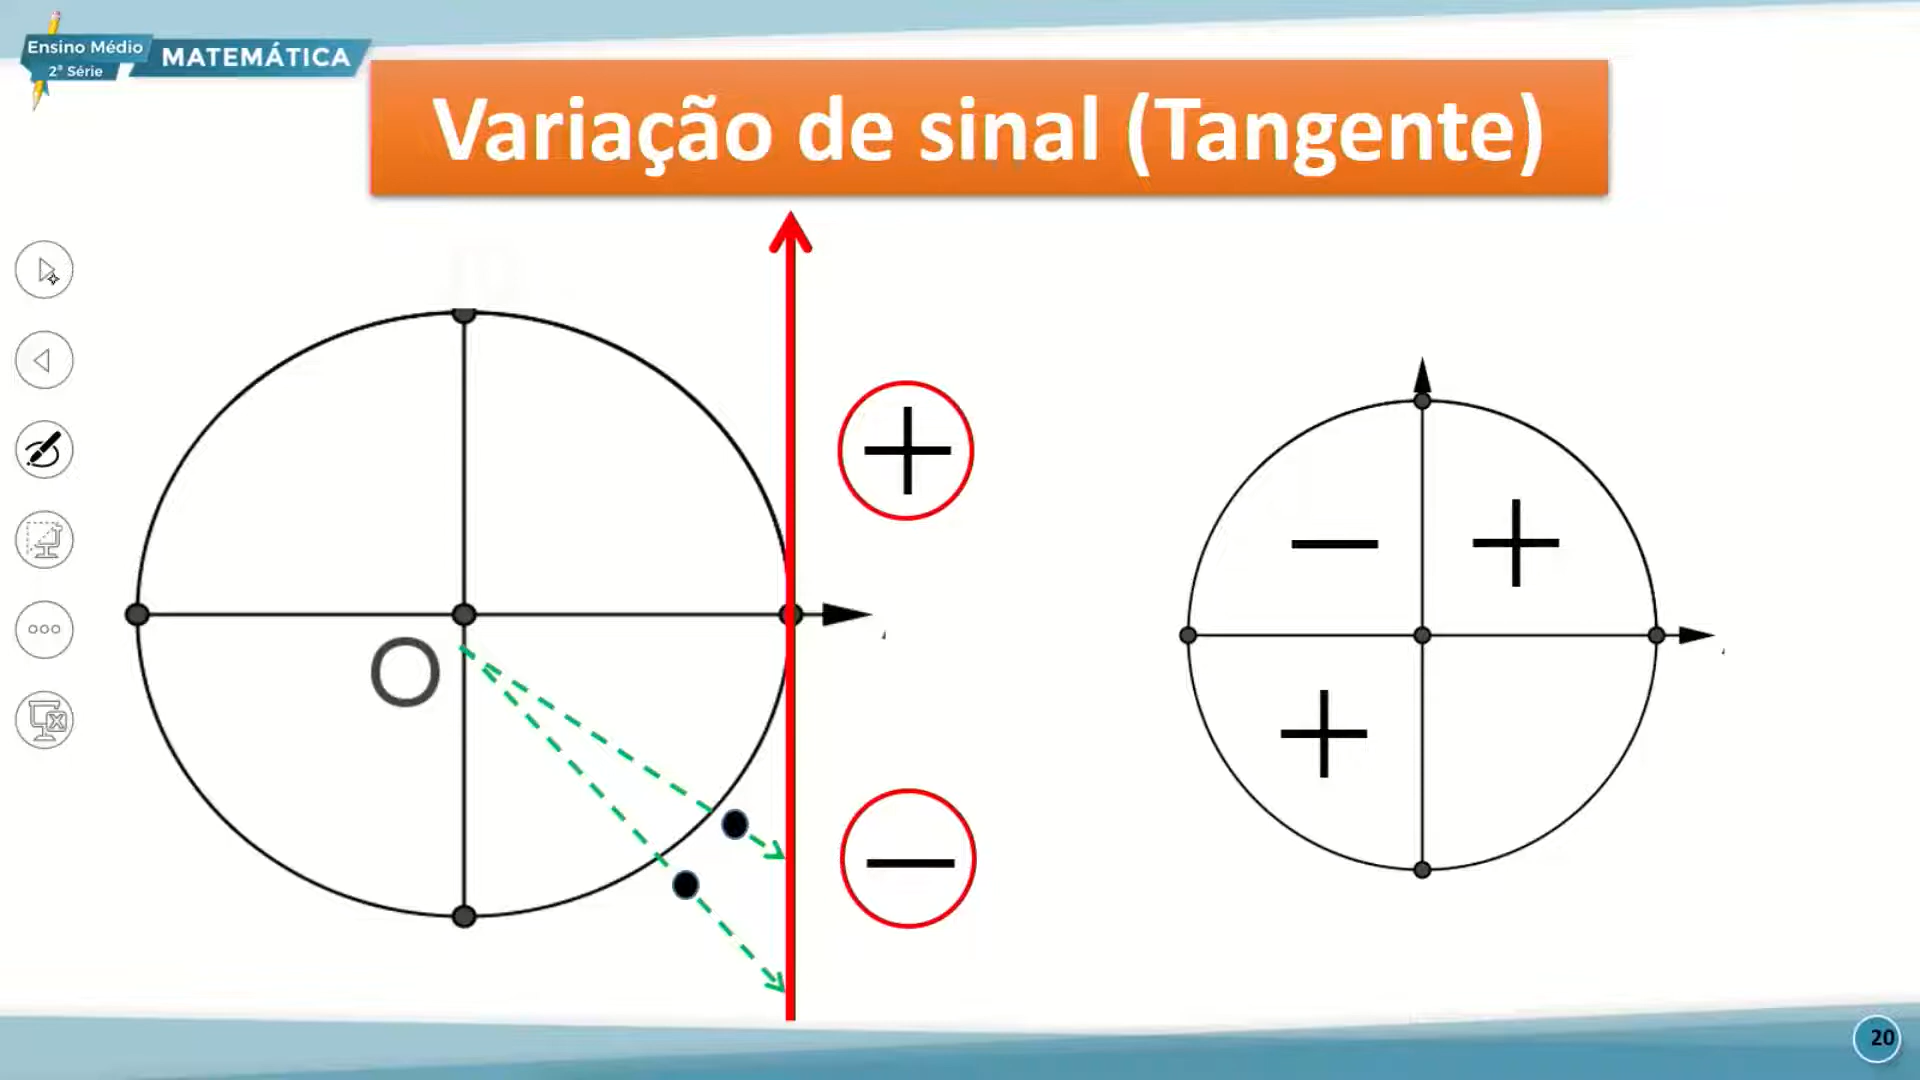 Ensino Médio
2ª Série
MATEMÁTICA
Variação de sinal (Tangente)
+
− +
O
+
−
20